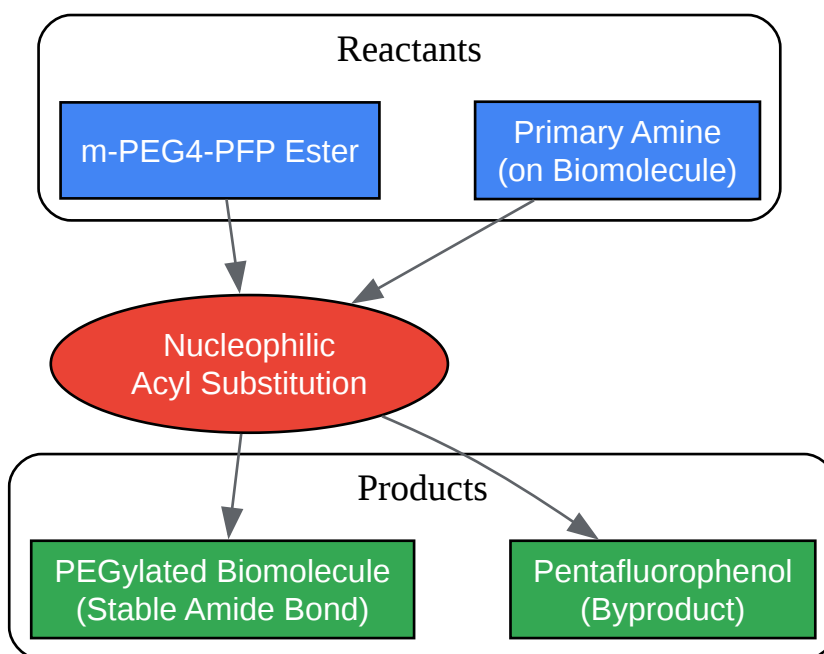 Reactants
m-PEG4-PFP Ester
Primary Amine
(on Biomolecule)
Nucleophilic
Acyl Substitution
Products
PEGylated Biomolecule
(Stable Amide Bond)
Pentafluorophenol
(Byproduct)